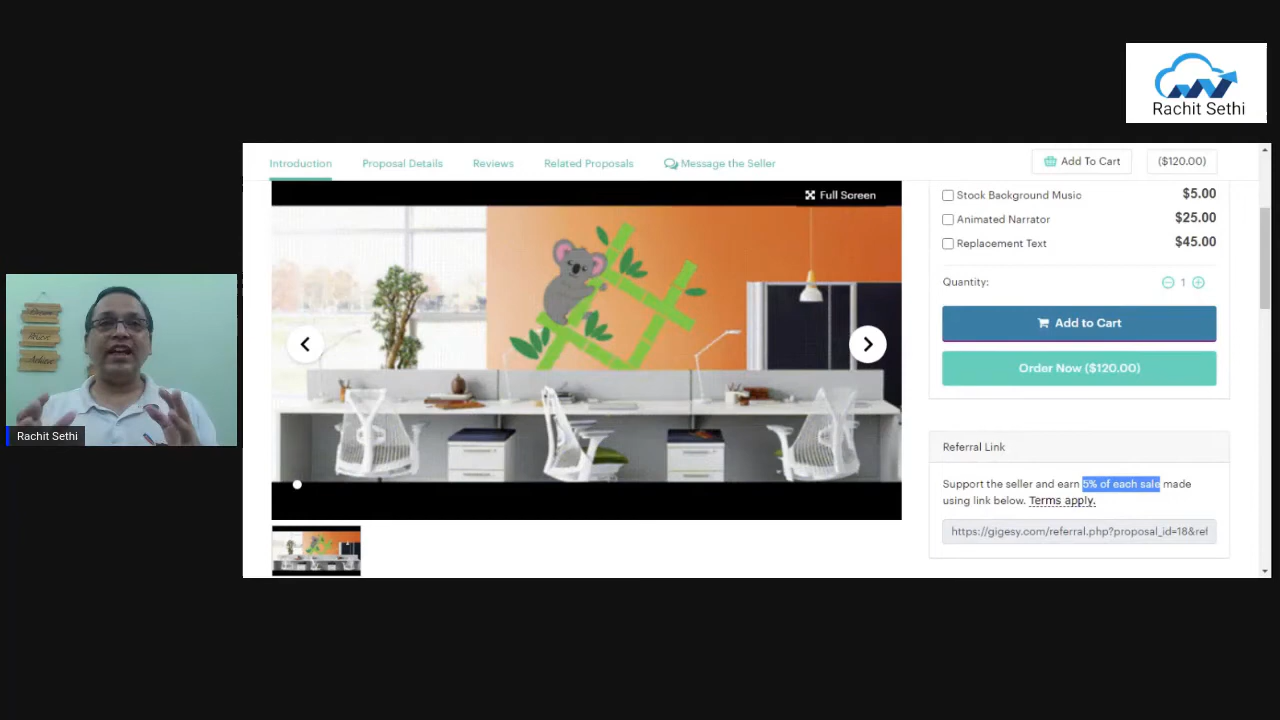 Rachit Sethi
Introduction
Proposal Details
Reviews
Related Proposals
Message the Seller
Add To Cart
($120.00)
Full Screen
Stock Background Music
$5.00
Animated Narrator
$25.00
Replacement Text
$45.00
Quantity:
1
Add to Cart
Order Now ($120.00)
Referral Link
Support the seller and earn 5% of each sale made
using link below. Terms apply.
https://gigesy.com/referral.php?proposal_id=18&ref
Rachit Sethi